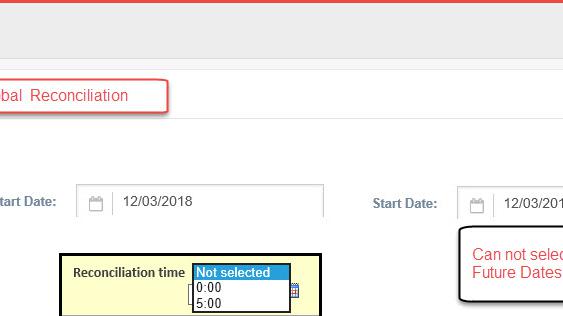 bal Reconciliation
tart Date:
12/03/2018
Start Date:
12/03/201
Can not selec
Future Dates
Reconciliation time
Not selected
0:00
5:00